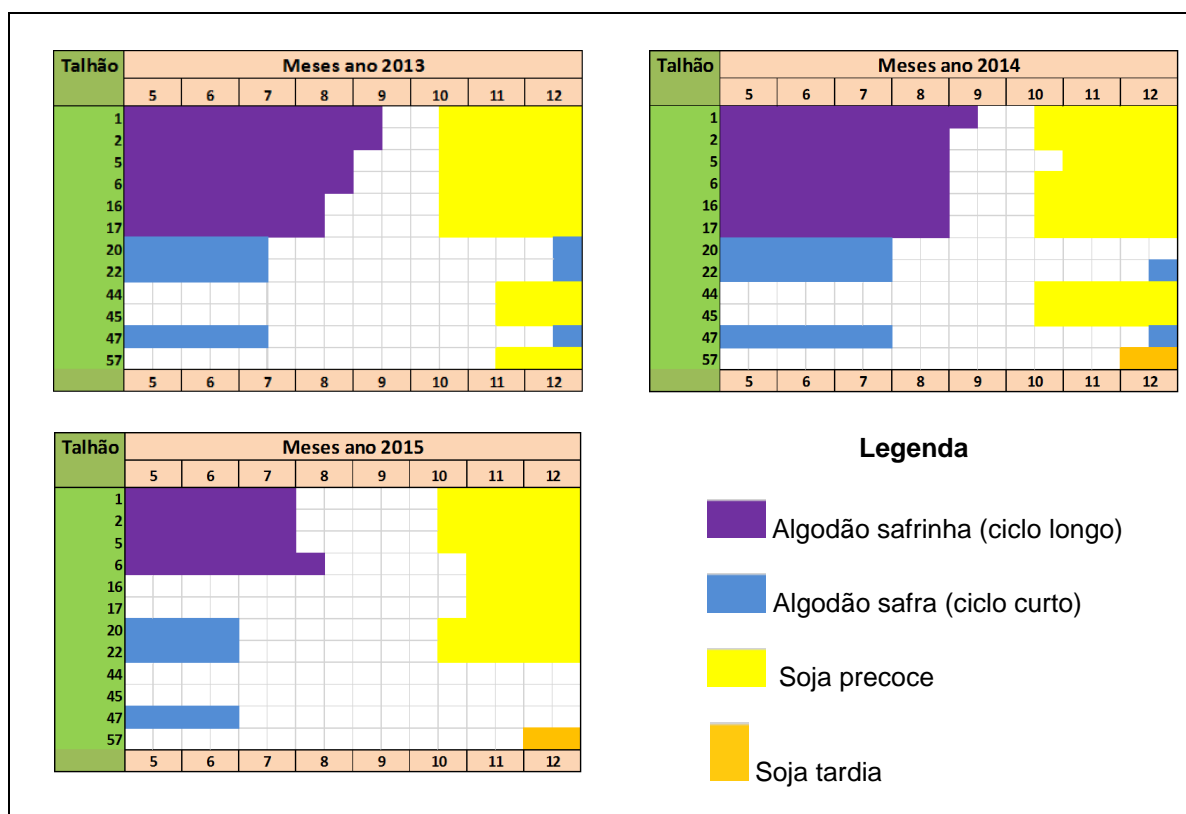 Talhão Meses ano 2013
5 6 7 8 9 10 11 12
1
2
5
6
16
17
20
22
44
45
47
57
5 6 7 8 9 10 11 12
Talhão Meses ano 2014
5 6 7 8 9 10 11 12
1
2
5
6
16
17
20
22
44
45
47
57
5 6 7 8 9 10 11 12
Talhão Meses ano 2015
5 6 7 8 9 10 11 12
1
2
5
6
16
17
20
22
44
45
47
57
5 6 7 8 9 10 11 12
Legenda
Algodão safrinha (ciclo longo)
Algodão safra (ciclo curto)
Soja precoce
Soja tardia